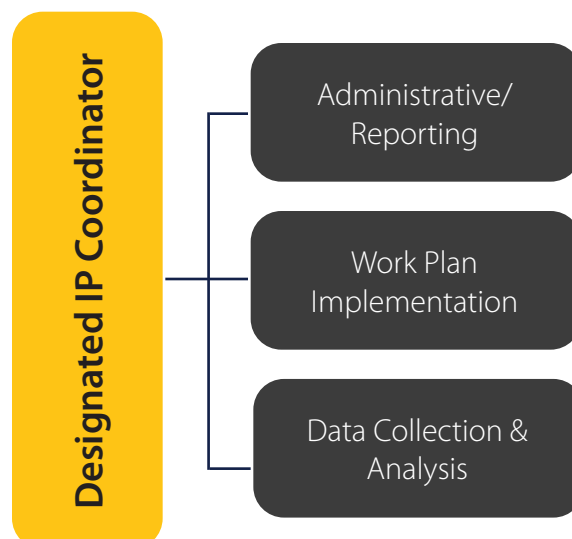 Designated IP Coordinator
Administrative/
Reporting
Work Plan
Implementation
Data Collection &
Analysis